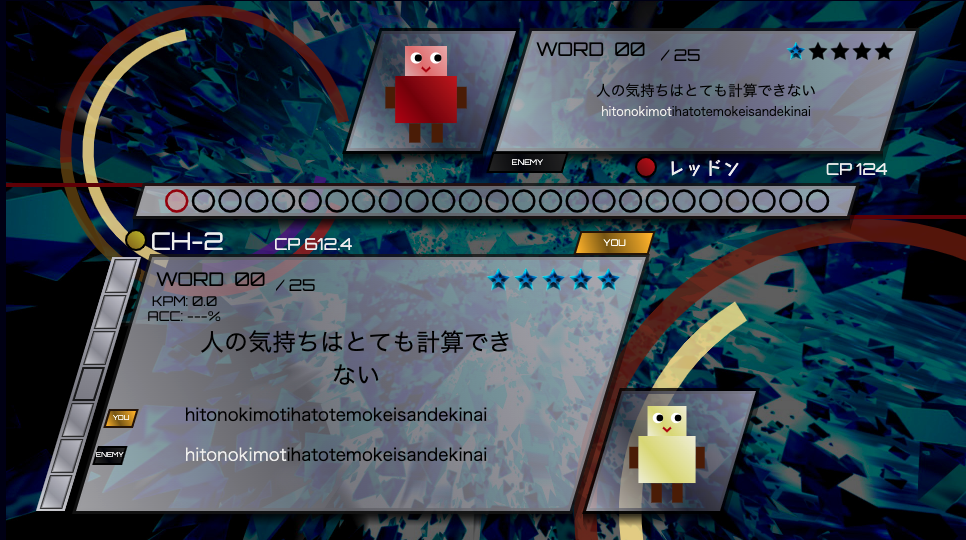 WORD 00 / 25
人の気持ちはとても計算できない
hitonokimotihatotemokeisandekinai
ENEMY
レッドン
CP 124
CH-2
CP 612.4
YOU
WORD 00 / 25
KPM: 0.0
ACC: ---%
人の気持ちはとても計算でき
ない
YOU
hitonokimotihatotemokeisandekinai
ENEMY
hitonokimotihatotemokeisandekinai